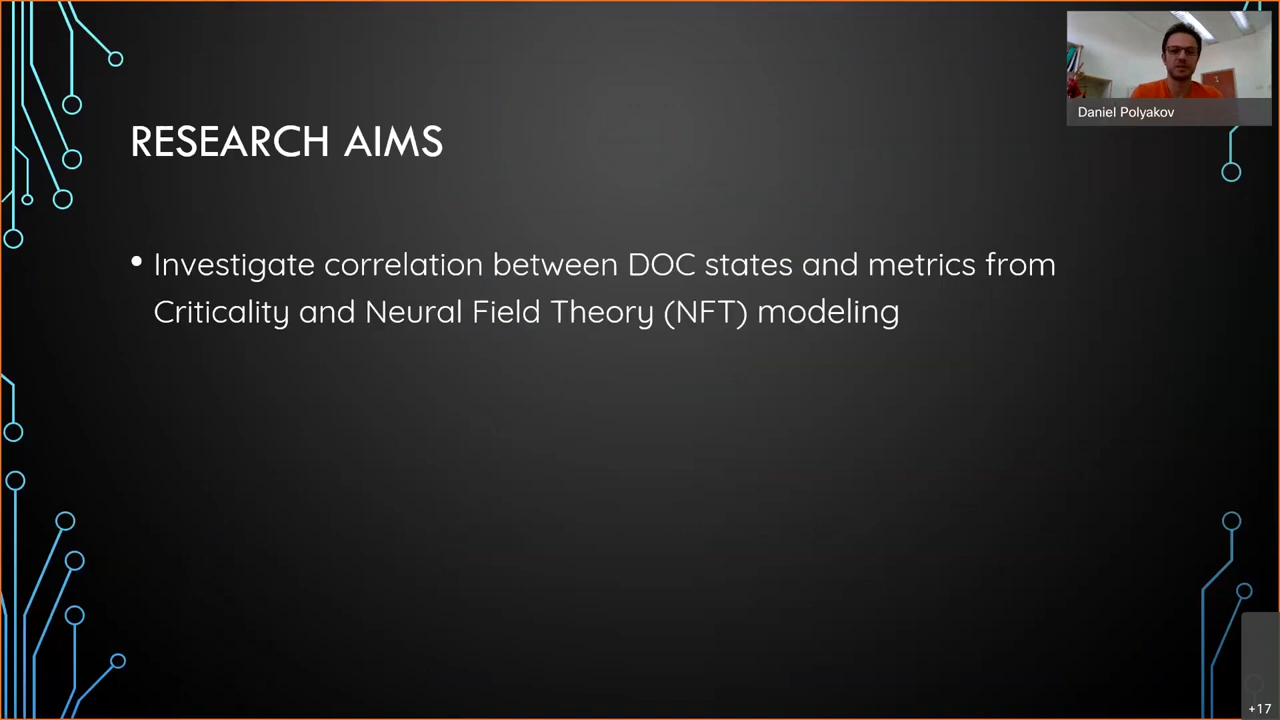 Daniel Polyakov
RESEARCH AIMS
• Investigate correlation between DOC states and metrics from
Criticality and Neural Field Theory (NFT) modeling
+17